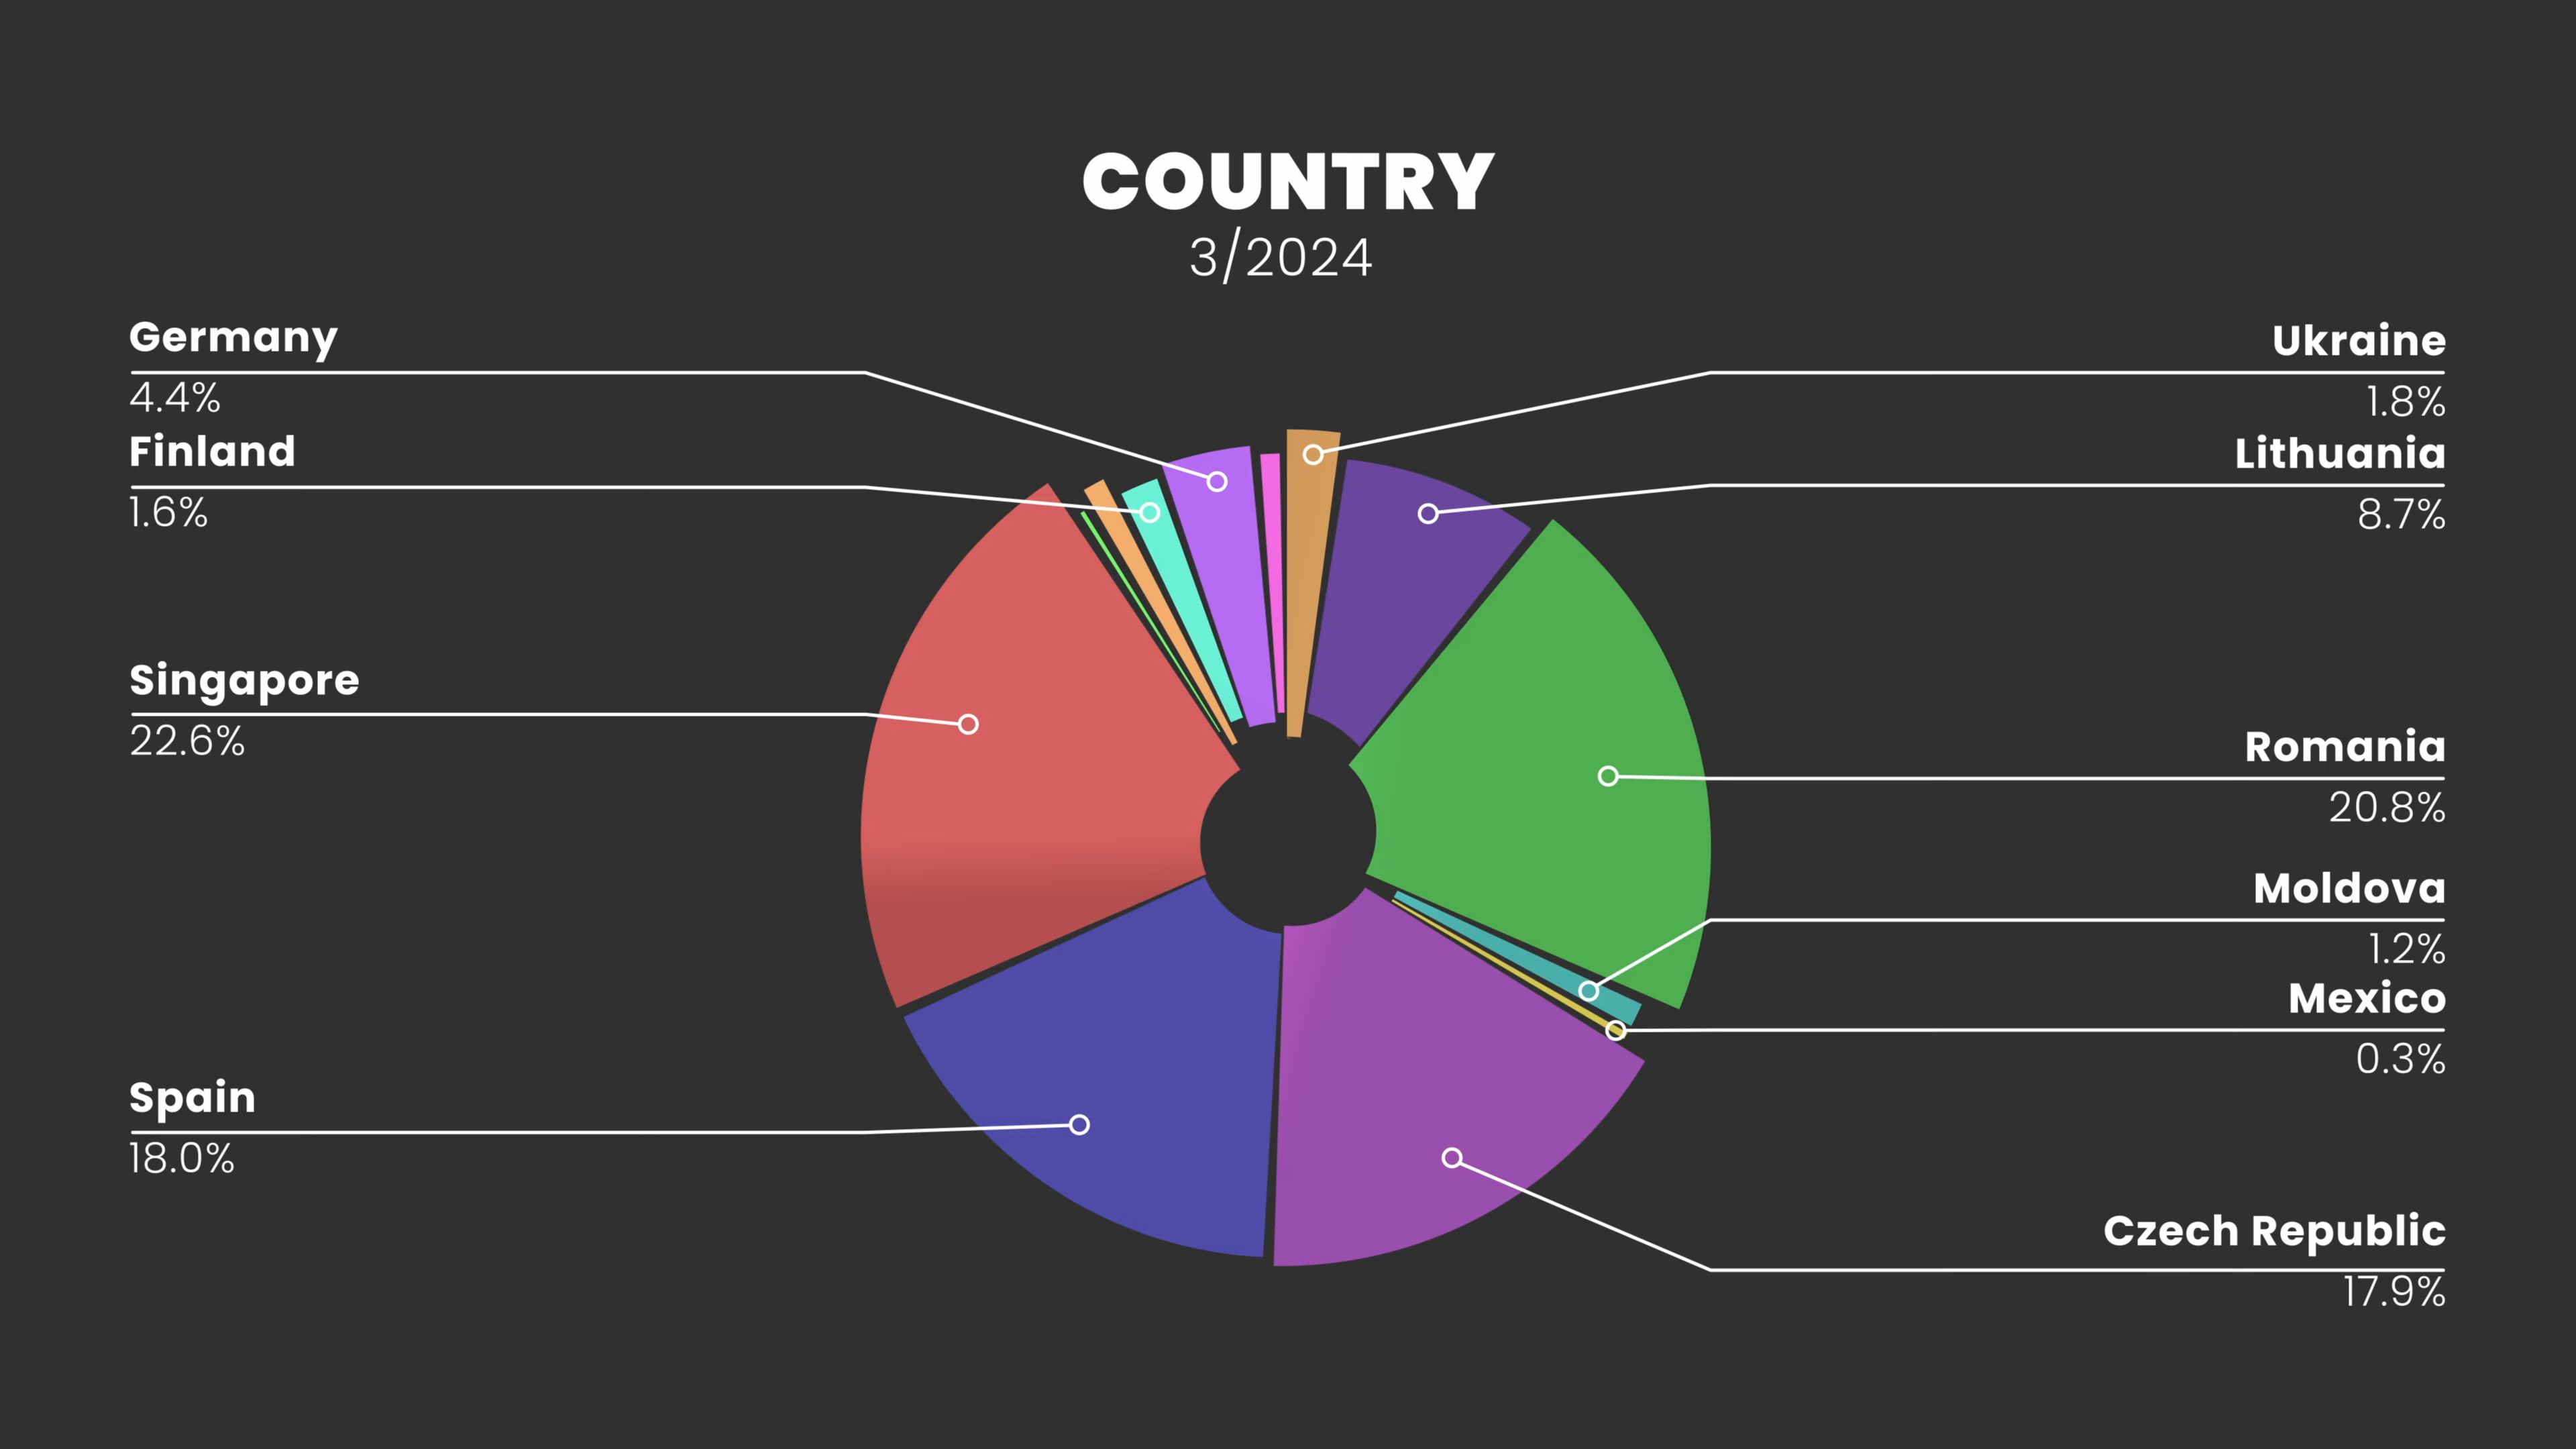 COUNTRY
3/2024
Germany
4.4%
Finland
1.6%
Singapore
22.6%
Spain
18.0%
Ukraine
1.8%
Lithuania
8.7%
Romania
20.8%
Moldova
1.2%
Mexico
0.3%
Czech Republic
17.9%